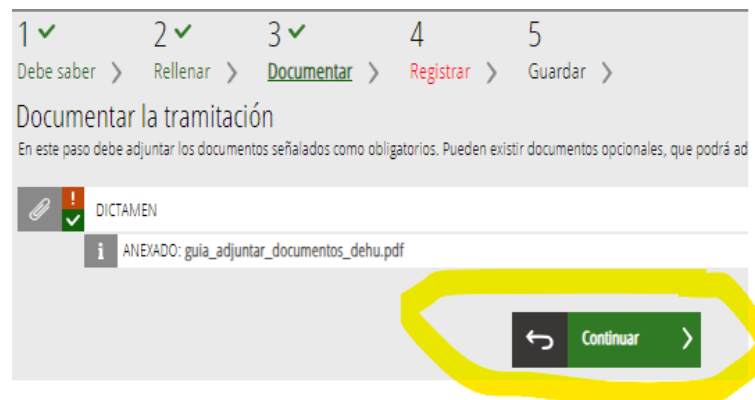 1 2 3 4 5
Debe saber Rellenar Documentar Registrar Guardar
Documentar la tramitación
En este paso debe adjuntar los documentos señalados como obligatorios. Pueden existir documentos opcionales, que podrá ad
! DICTAMEN
i ANEXADO: guia_adjuntar_documentos_dehu.pdf
Continuar